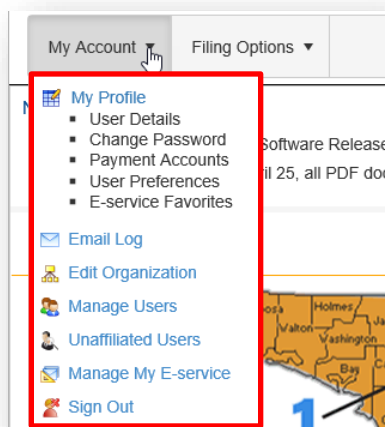 My Account ▼ Filing Options ▼
My Profile
▪ User Details
▪ Change Password
▪ Payment Accounts
▪ User Preferences
▪ E-service Favorites
Email Log
Edit Organization
Manage Users
Unaffiliated Users
Manage My E-service
Sign Out
Software Release
il 25, all PDF do
Holmes
Walton
Washington
Bay
1